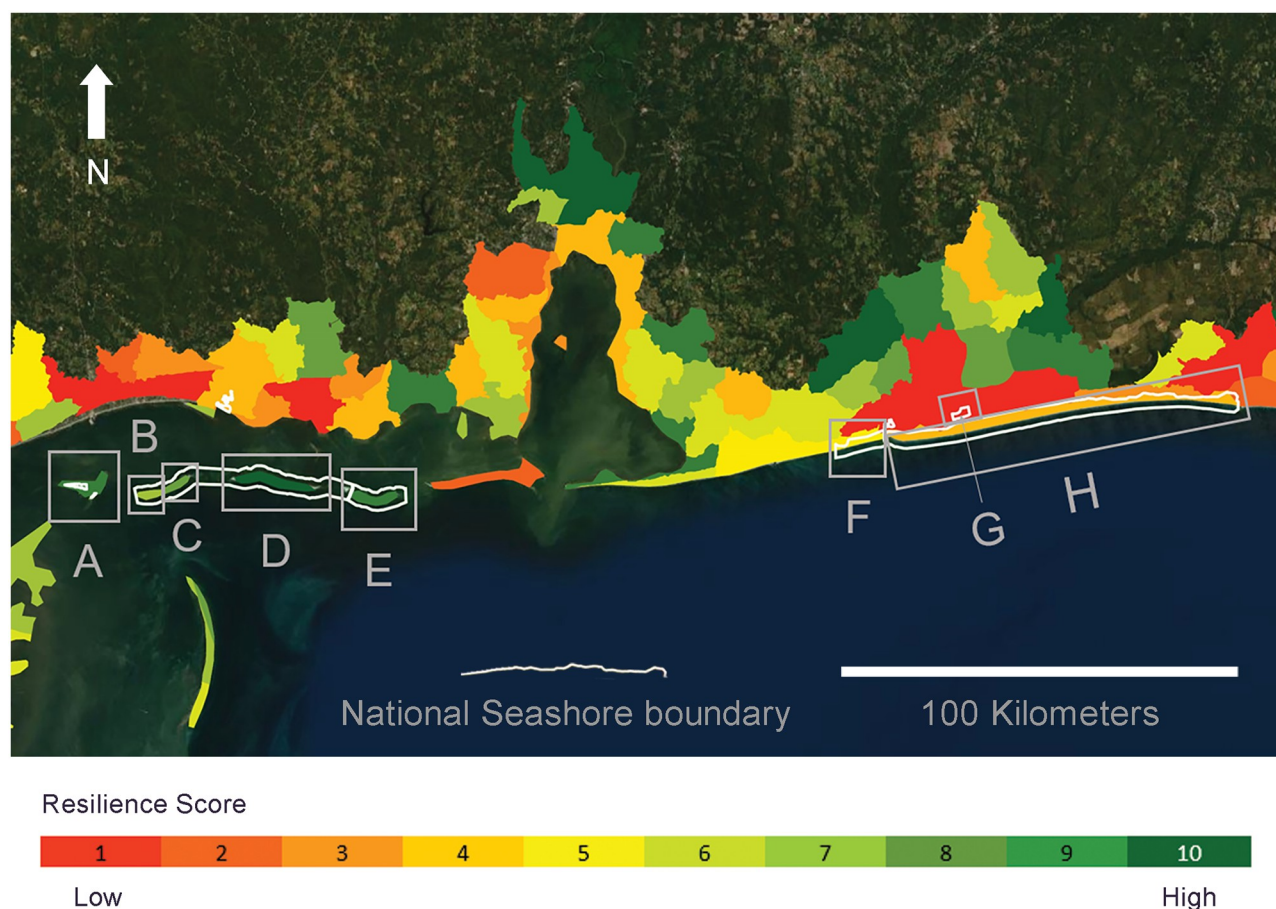 N
A
B
C
D
E
F
G
H
National Seashore boundary
100 Kilometers
Resilience Score
1 2 3 4 5 6 7 8 9 10
Low High